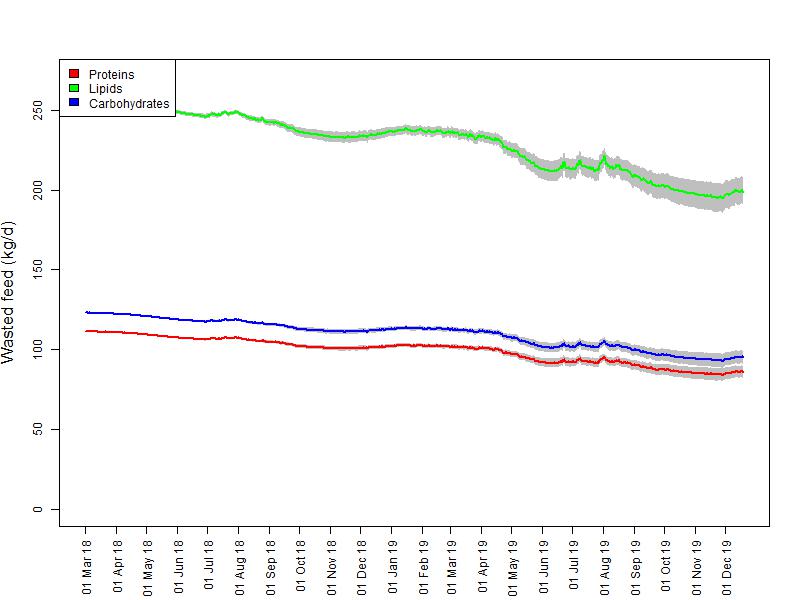 Proteins
Lipids
Carbohydrates
Wasted feed (kg/d)
250
200
150
100
50
0
01 Mar 18
01 Apr 18
01 May 18
01 Jun 18
01 Jul 18
01 Aug 18
01 Sep 18
01 Oct 18
01 Nov 18
01 Dec 18
01 Jan 19
01 Feb 19
01 Mar 19
01 Apr 19
01 May 19
01 Jun 19
01 Jul 19
01 Aug 19
01 Sep 19
01 Oct 19
01 Nov 19
01 Dec 19